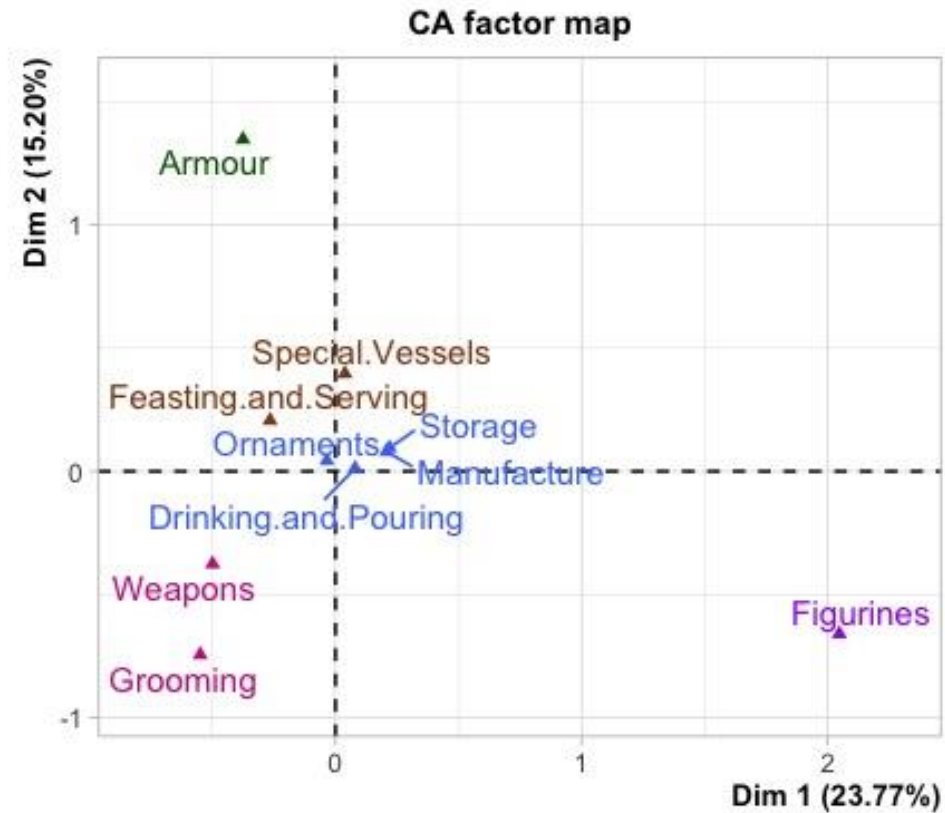 CA factor map
Dim 2 (15.20%)
Armour
1
Special.Vessels
Feasting.and.Serving
Storage
Ornaments
0
Manufacture
Drinking.and.Pouring
Weapons
Figurines
Grooming
-1
0
1
2
Dim 1 (23.77%)